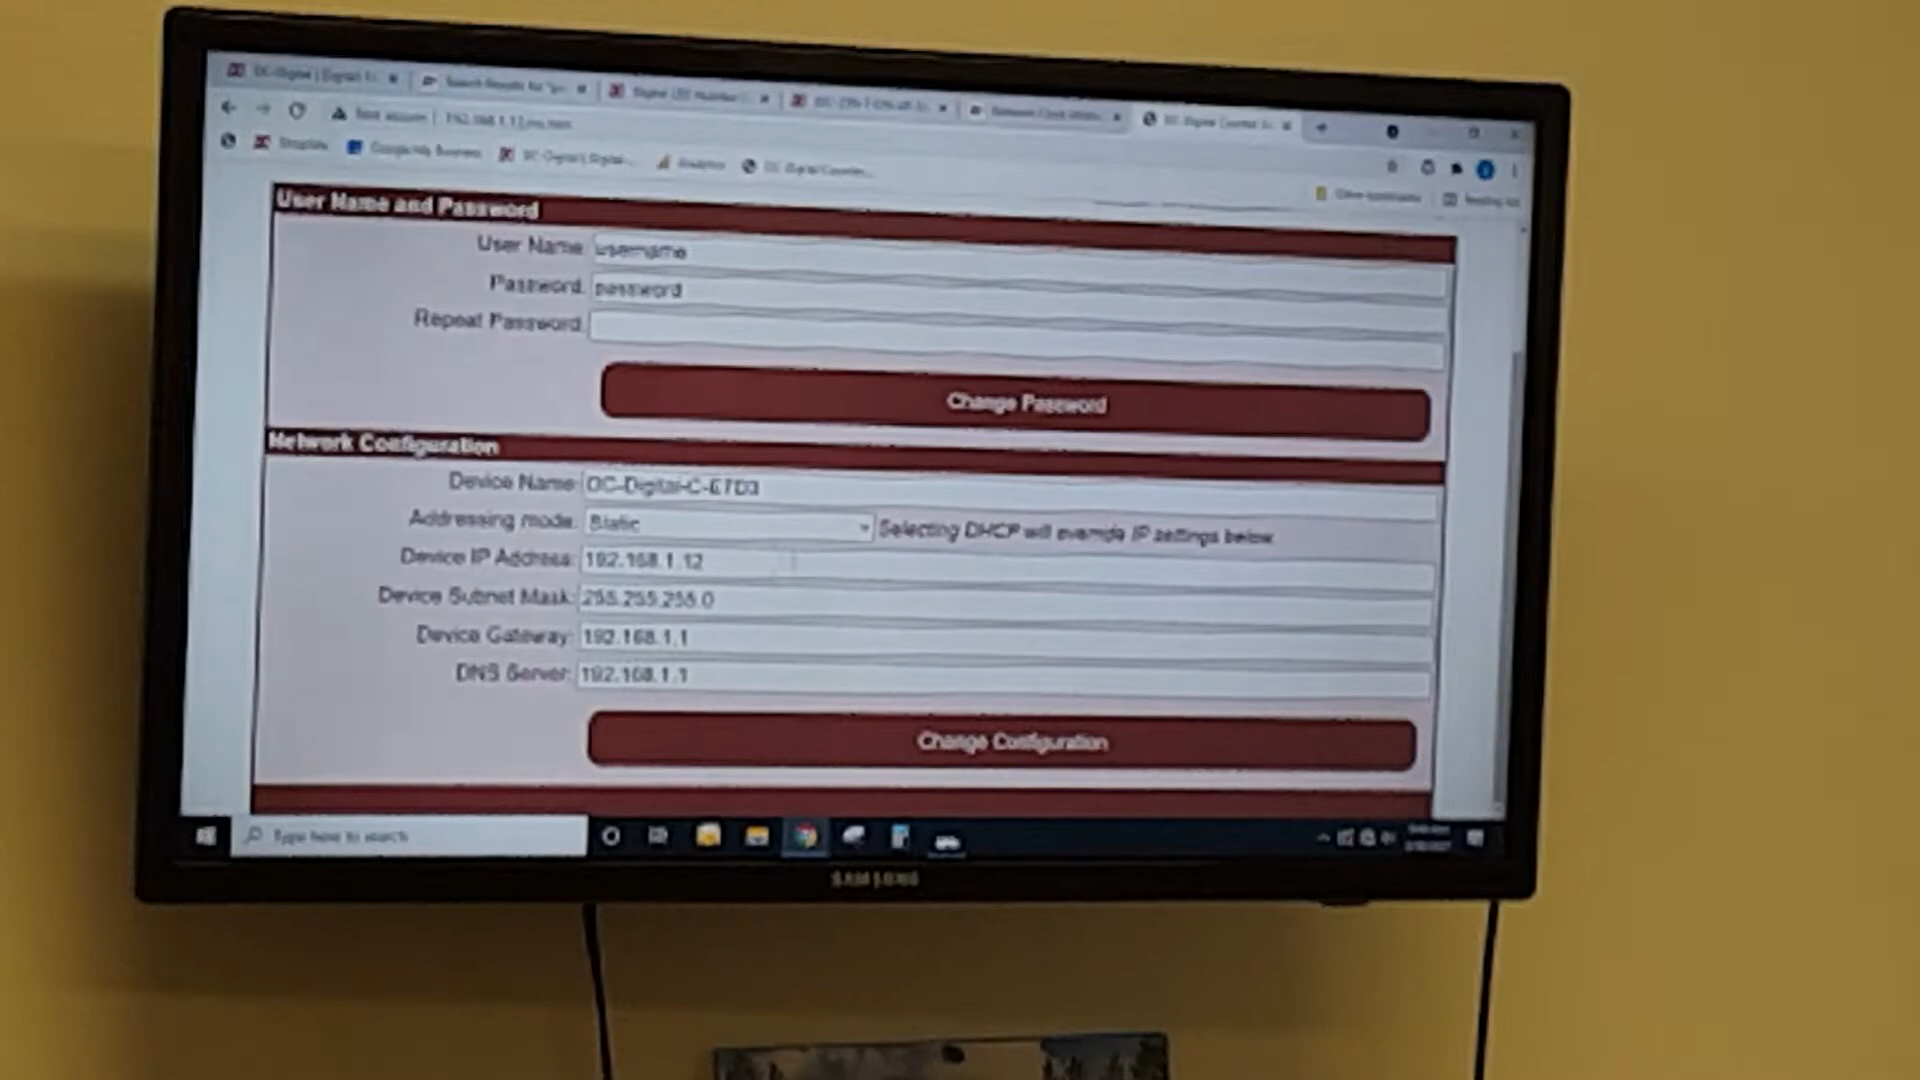 User Name and Password
User Name: username
Password: password
Repeat Password:
Change Password
Network Configuration
Device Name: DC-Digital-C-E7D3
Addressing mode: Static Selecting DHCP will override IP settings below.
Device IP Address: 192.168.1.12
Device Subnet Mask: 255.255.255.0
Device Gateway: 192.168.1.1
DNS Server: 192.168.1.1
Change Configuration
Type here to search
SAMSUNG